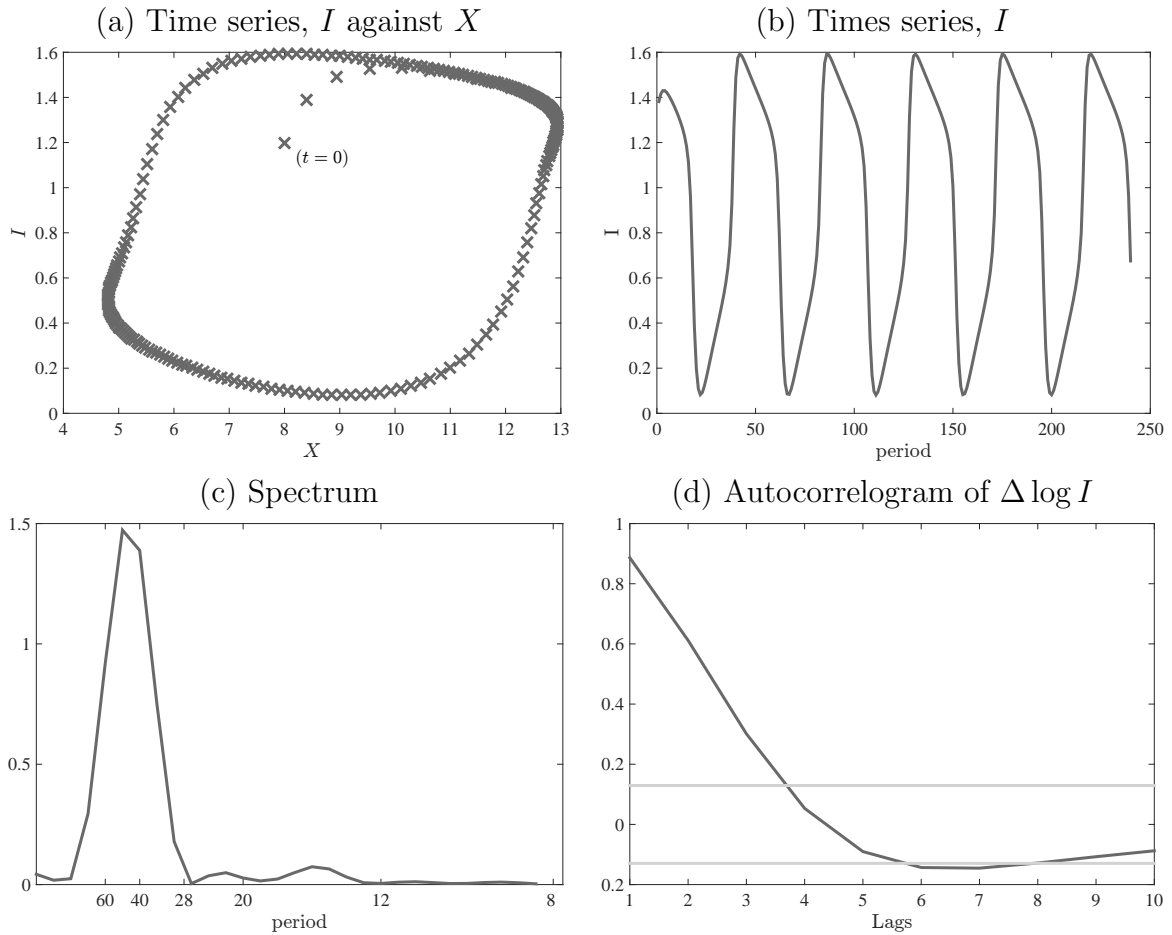 (a) Time series, I against X
1.6
1.4
1.2
1
0.8
0.6
0.4
0.2
0
I
(t = 0)
4 5 6 7 8 9 10 11 12 13
X
(b) Times series, I
1.6
1.4
1.2
1
0.8
0.6
0.4
0.2
0
I
0 50 100 150 200 250
period
(c) Spectrum
1.5
1
0.5
0
60 40 28 20 12 8
period
(d) Autocorrelogram of Δ log I
1
0.8
0.6
0.4
0.2
0
0.2
1 2 3 4 5 6 7 8 9 10
Lags